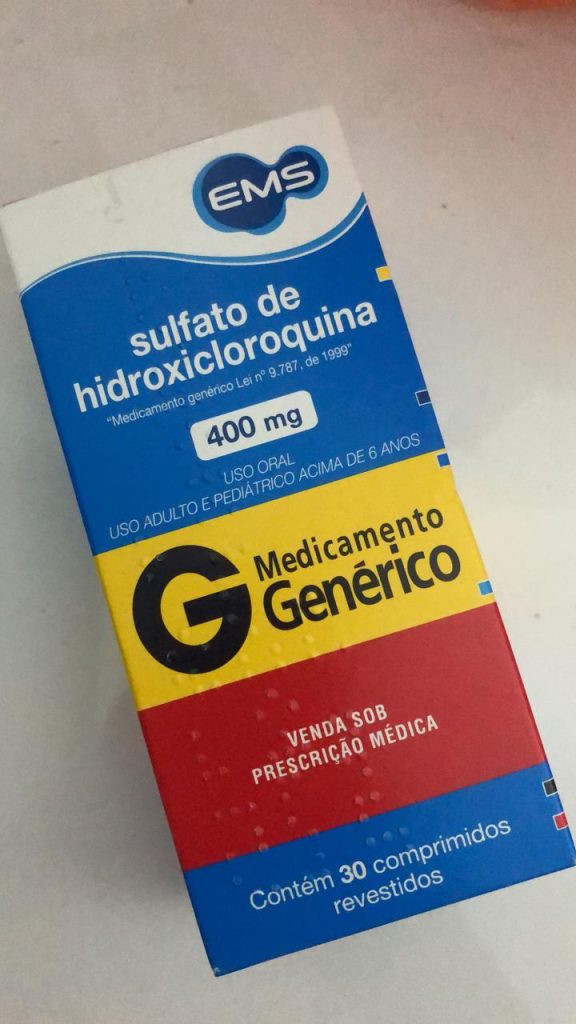 EMS
sulfato de
hidroxicloroquina
"Medicamento genérico Lei nº 9.787, de 1999"
400 mg
USO ORAL
USO ADULTO E PEDIÁTRICO ACIMA DE 6 ANOS
G Medicamento
Genérico
VENDA SOB
PRESCRIÇÃO MÉDICA
Contém 30 comprimidos
revestidos